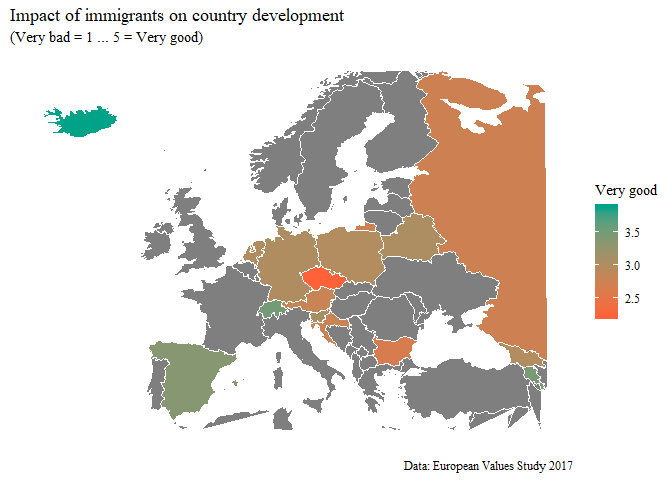 Impact of immigrants on country development
(Very bad = 1 ... 5 = Very good)
Very good
3.5
3.0
2.5
Data: European Values Study 2017